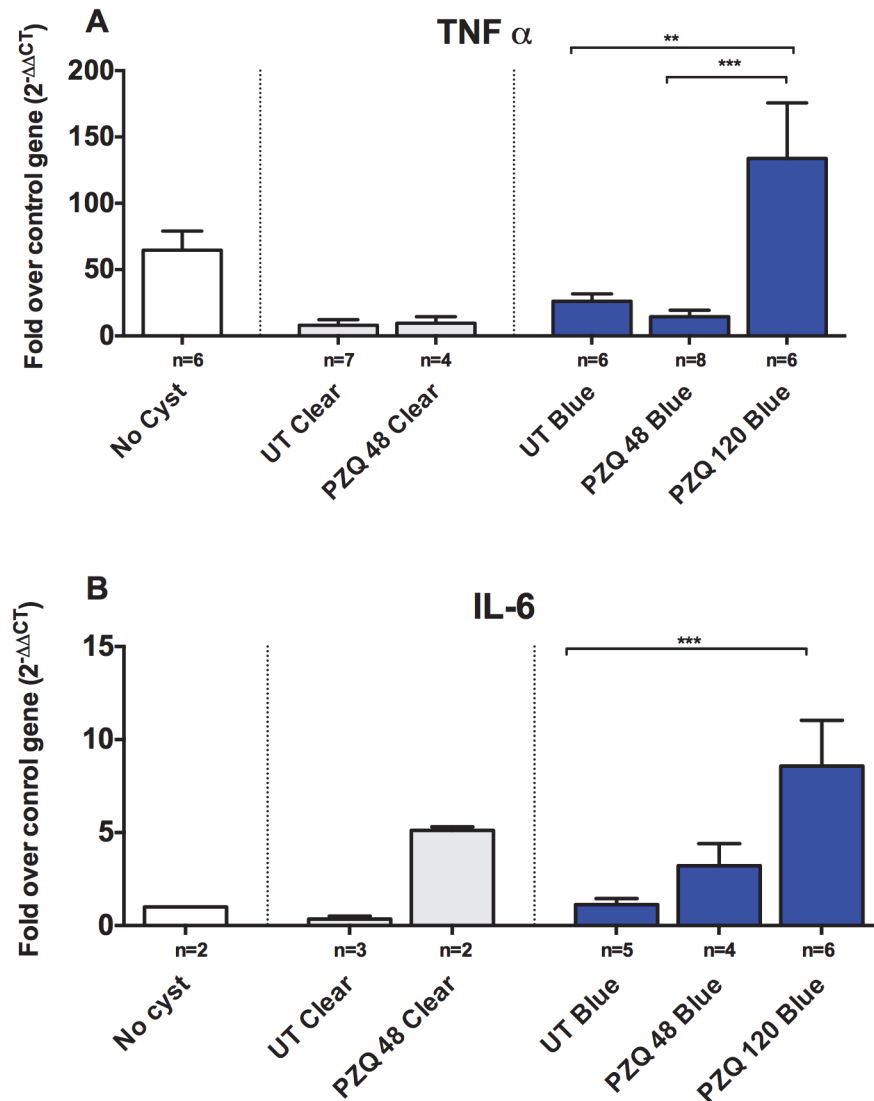 A
TNF α
**
***
Fold over control gene (2-ΔΔCT)
200
150
100
50
0
n=6
n=7
n=4
n=6
n=8
n=6
No Cyst
UT Clear
PZQ 48 Clear
UT Blue
PZQ 48 Blue
PZQ 120 Blue
B
IL-6
***
Fold over conrol gene (2-ΔΔCT)
15
10
5
0
n=2
n=3
n=2
n=5
n=4
n=6
No cyst
UT Clear
PZQ 48 Clear
UT Blue
PZQ 48 Blue
PZQ 120 Blue